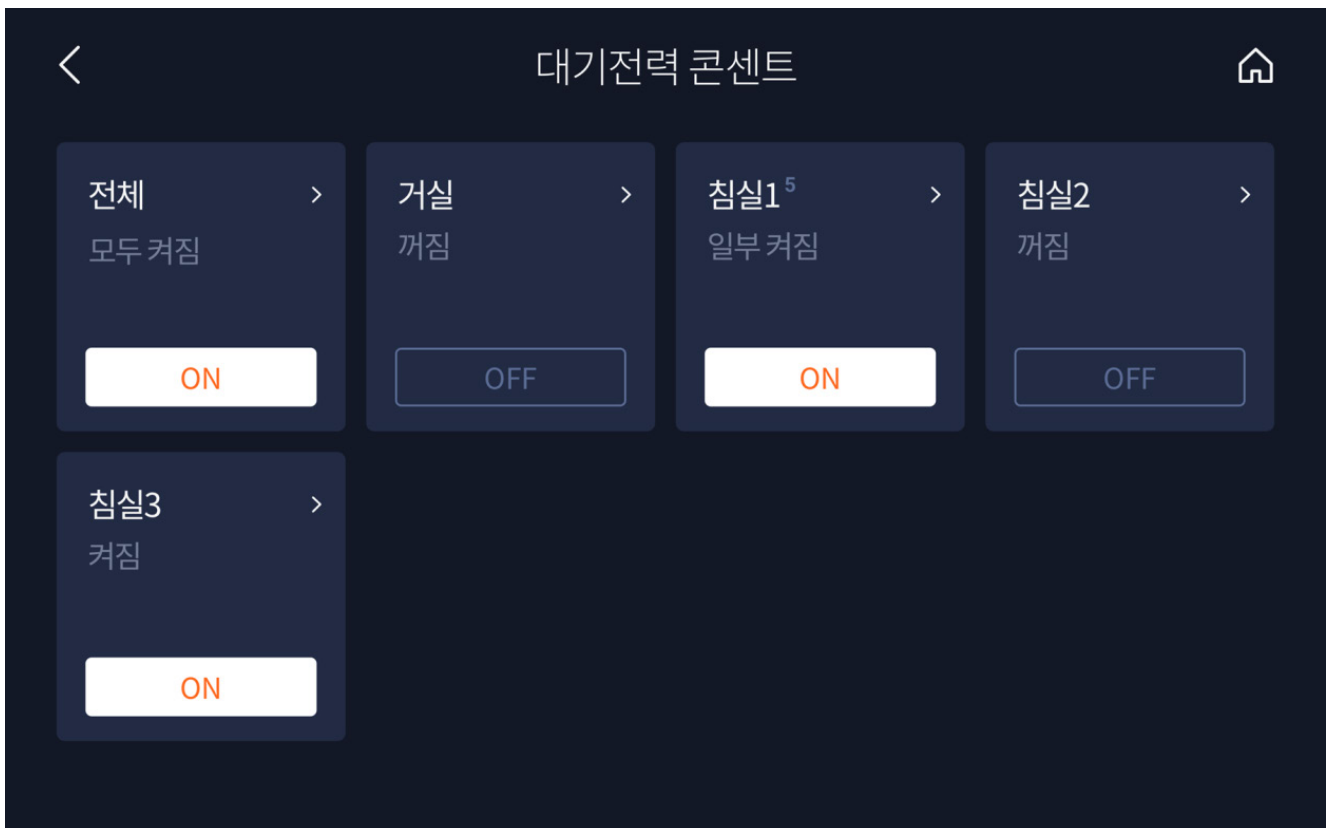 대기전력 콘센트
전체
모두 켜짐
ON
거실
꺼짐
OFF
침실1 5
일부 켜짐
ON
침실2
꺼짐
OFF
침실3
켜짐
ON